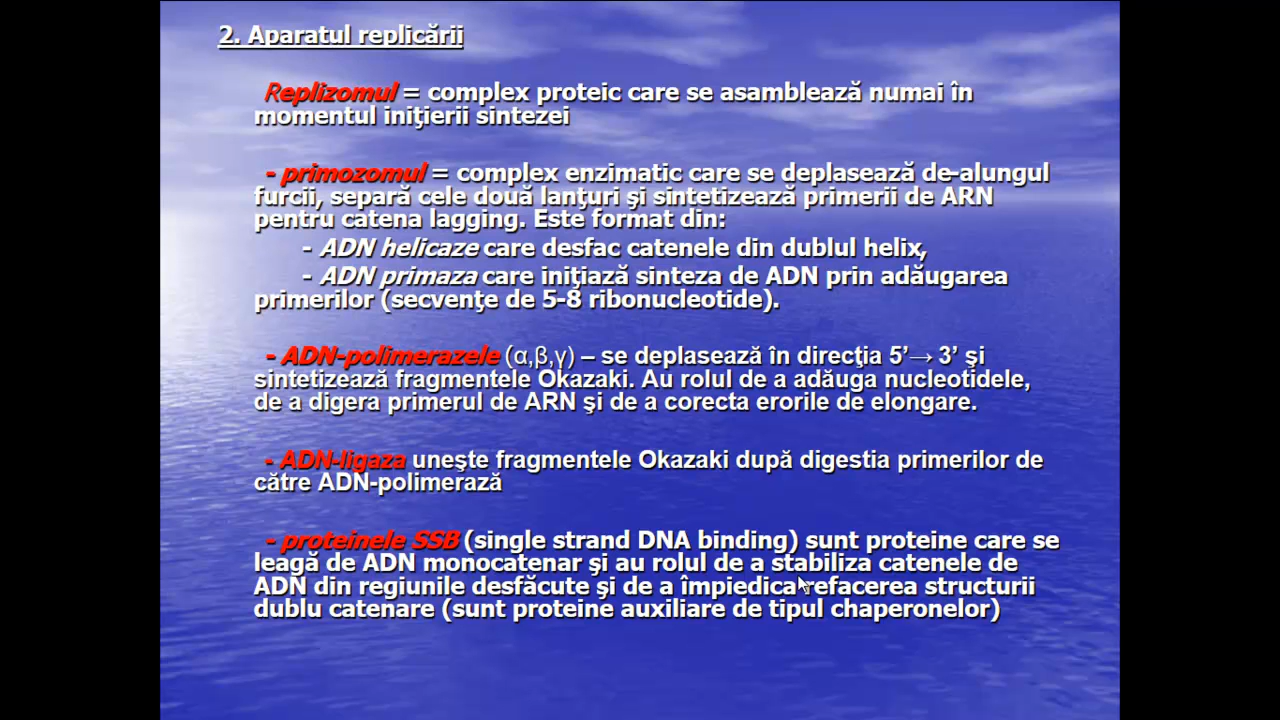 2. Aparatul replicării
Replizomul = complex proteic care se asamblează numai în
momentul iniţierii sintezei
- primozomul = complex enzimatic care se deplasează de-alungul
furcii, separă cele două lanţuri şi sintetizează primerii de ARN
pentru catena lagging. Este format din:
- ADN helicaze care desfac catenele din dublul helix,
- ADN primaza care iniţiază sinteza de ADN prin adăugarea
primerilor (secvenţe de 5-8 ribonucleotide).
- ADN-polimerazele (α,β,γ) – se deplasează în direcţia 5’→ 3’ şi
sintetizează fragmentele Okazaki. Au rolul de a adăuga nucleotidele,
de a digera primerul de ARN şi de a corecta erorile de elongare.
- ADN-ligaza uneşte fragmentele Okazaki după digestia primerilor de
către ADN-polimerază
- proteinele SSB (single strand DNA binding) sunt proteine care se
leagă de ADN monocatenar şi au rolul de a stabiliza catenele de
ADN din regiunile desfăcute şi de a împiedica refacerea structurii
dublu catenare (sunt proteine auxiliare de tipul chaperonelor)